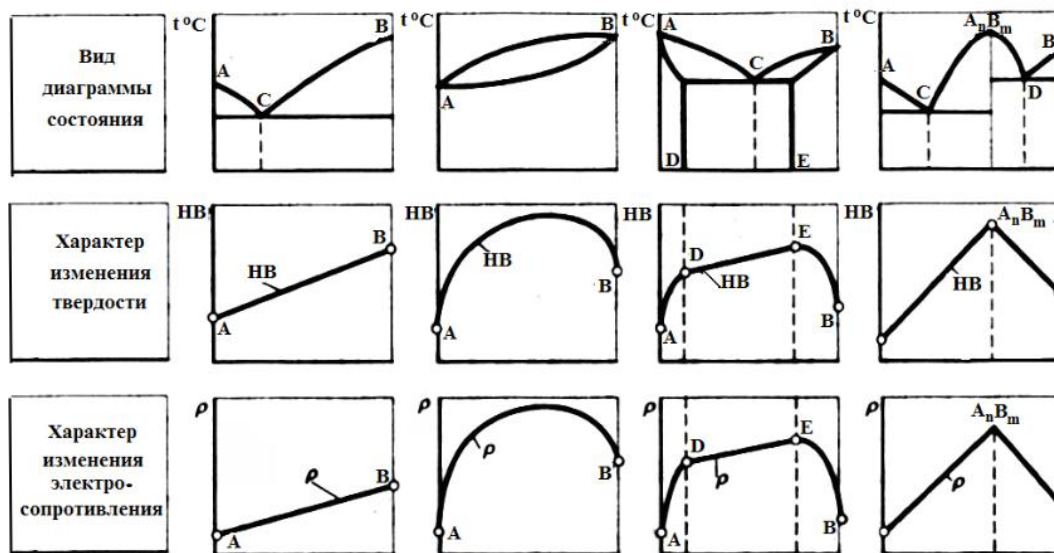 Вид
диаграммы
состояния
t °C
A
C
B
t °C
A
B
t °C
A
C
B
D
E
t °C
A
C
AnBm
D
B
Характер
изменения
твердости
HB
A
HB
B
HB
A
HB
B
HB
A
D
HB
E
B
HB
HB
AnBm
Характер
изменения
электро-
сопротивления
ρ
A
ρ
B
ρ
A
ρ
B
ρ
A
D
ρ
E
B
ρ
ρ
AnBm